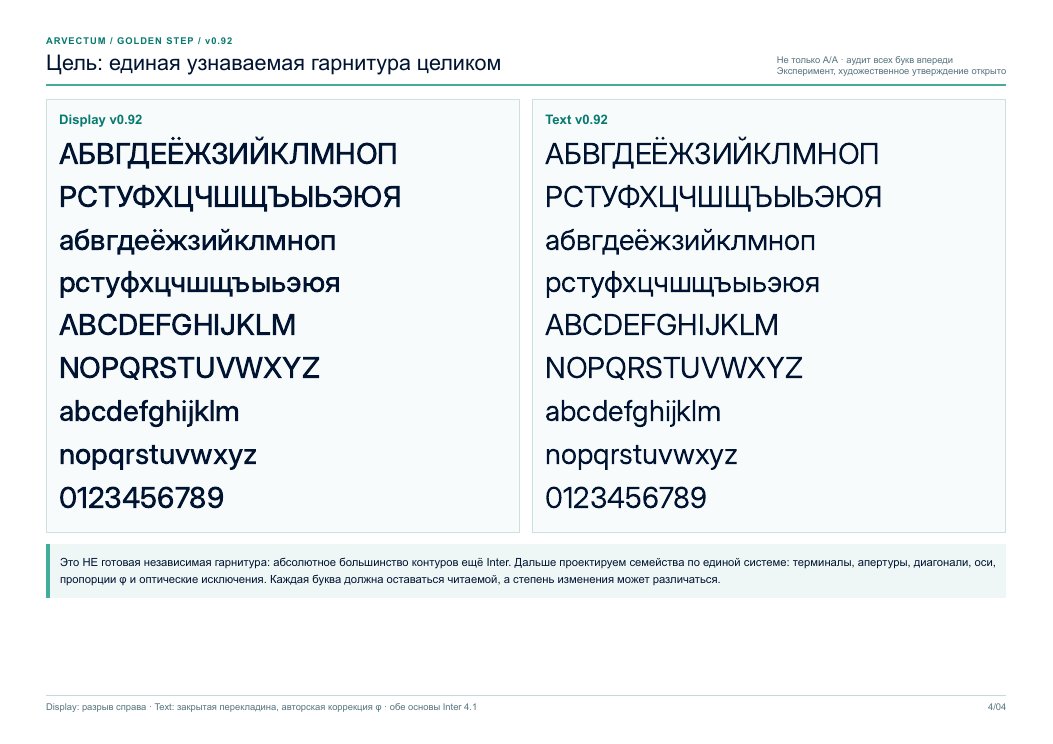 ARVECTUM / GOLDEN STEP / v0.92
Цель: единая узнаваемая гарнитура целиком
Не только А/A · аудит всех букв впереди
Эксперимент, художественное утверждение открыто
Display v0.92
АБВГДЕЁЖЗИЙКЛМНОП
РСТУФХЦЧШЩЪЫЬЭЮЯ
абвгдеёжзийклмноп
рстуфхцчшщъыьэюя
ABCDEFGHIJKLM
NOPQRSTUVWXYZ
abcdefghijklm
nopqrstuvwxyz
0123456789
Text v0.92
АБВГДЕЁЖЗИЙКЛМНОП
РСТУФХЦЧШЩЪЫЬЭЮЯ
абвгдеёжзийклмноп
рстуфхцчшщъыьэюя
ABCDEFGHIJKLM
NOPQRSTUVWXYZ
abcdefghijklm
nopqrstuvwxyz
0123456789
Это НЕ готовая независимая гарнитура: абсолютное большинство контуров ещё Inter. Дальше проектируем семейства по единой системе: терминалы, апертуры, диагонали, оси,
пропорции φ и оптические исключения. Каждая буква должна оставаться читаемой, а степень изменения может различаться.
Display: разрыв справа · Text: закрытая перекладина, авторская коррекция φ · обе основы Inter 4.1
4/04